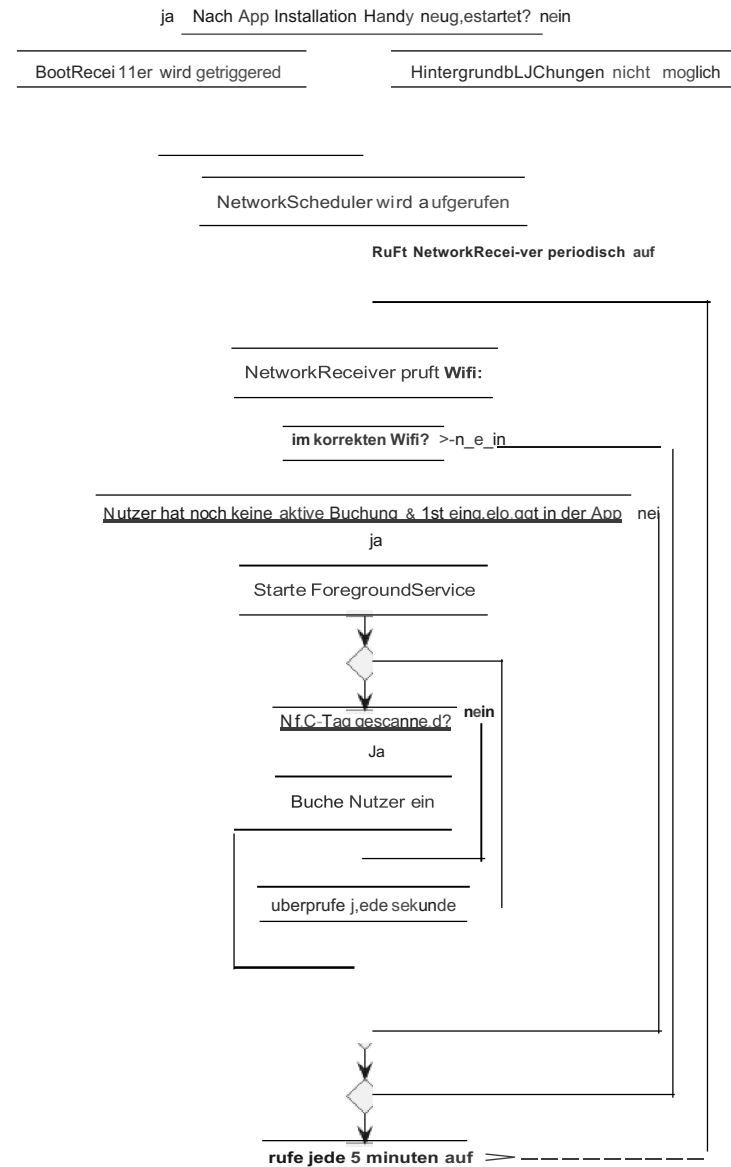 ja Nach App Installation Handy neug,estartet? nein
BootRecei 11er wird getriggered
HintergrundbLJChungen nicht moglich
NetworkScheduler wird aufgerufen
RuFt NetworkRecei-ver periodisch auf
NetworkReceiver pruft Wifi:
im korrekten Wifi? >-n_e_in
Nutzer hat noch keine aktive Buchung & 1st eing.elo.ggt in der App nei
ja
Starte ForegroundService
Nf.C-Tag gescanne.d? nein
Ja
Buche Nutzer ein
uberprufe j,ede sekunde
rufe jede 5 minuten auf